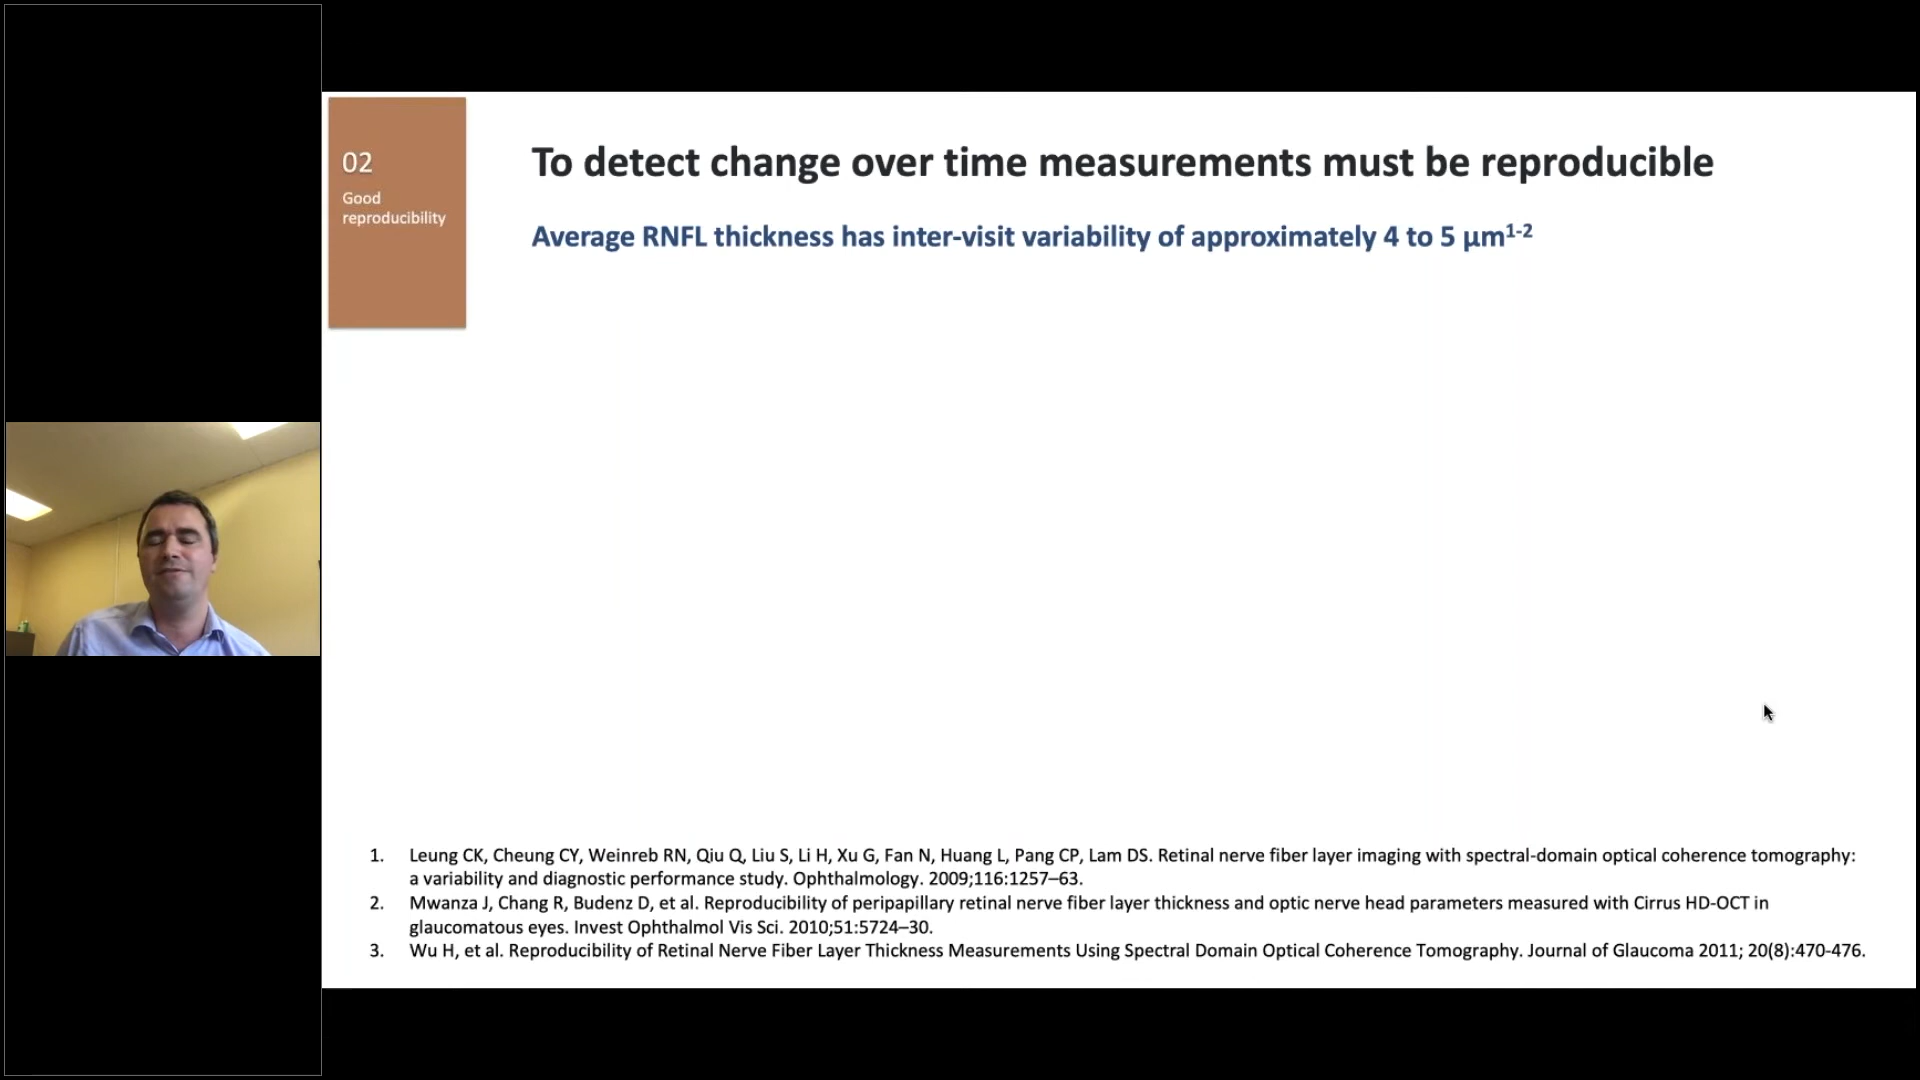 02
Good
reproducibility
To detect change over time measurements must be reproducible
Average RNFL thickness has inter-visit variability of approximately 4 to 5 µm¹⁻²
1. Leung CK, Cheung CY, Weinreb RN, Qiu Q, Liu S, Li H, Xu G, Fan N, Huang L, Pang CP, Lam DS. Retinal nerve fiber layer imaging with spectral-domain optical coherence tomography:
a variability and diagnostic performance study. Ophthalmology. 2009;116:1257–63.
2. Mwanza J, Chang R, Budenz D, et al. Reproducibility of peripapillary retinal nerve fiber layer thickness and optic nerve head parameters measured with Cirrus HD-OCT in
glaucomatous eyes. Invest Ophthalmol Vis Sci. 2010;51:5724–30.
3. Wu H, et al. Reproducibility of Retinal Nerve Fiber Layer Thickness Measurements Using Spectral Domain Optical Coherence Tomography. Journal of Glaucoma 2011; 20(8):470-476.